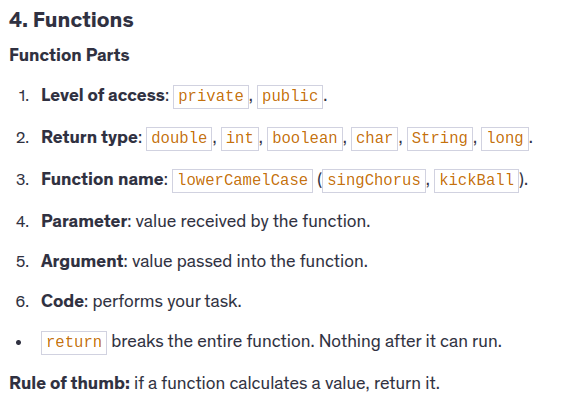 4. Functions
Function Parts
1. Level of access: private, public.
2. Return type: double, int, boolean, char, String, long.
3. Function name: lowerCamelCase (singChorus, kickBall).
4. Parameter: value received by the function.
5. Argument: value passed into the function.
6. Code: performs your task.
• return breaks the entire function. Nothing after it can run.
Rule of thumb: if a function calculates a value, return it.